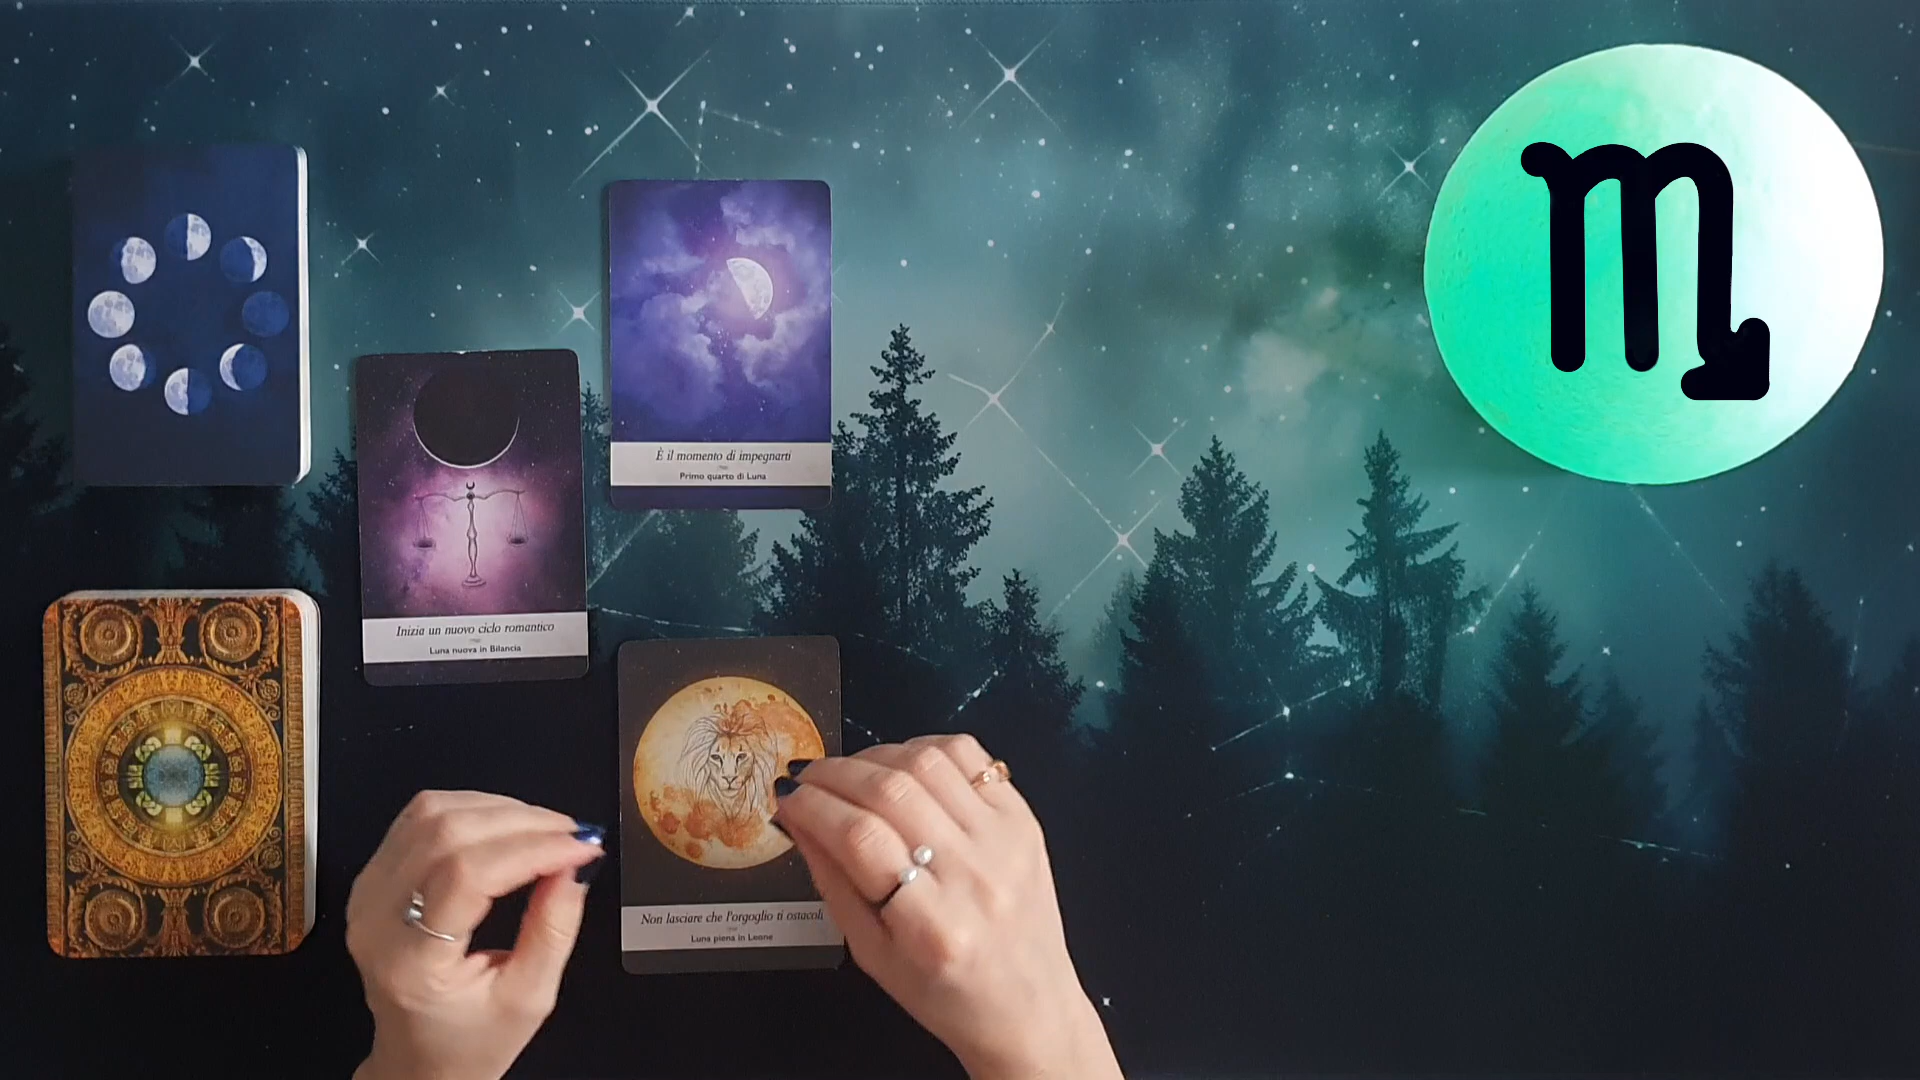 È il momento di impegnarti
Primo quarto di Luna
Inizia un nuovo ciclo romantico
Luna nuova in Bilancia
Non lasciare che l'orgoglio ti ostacoli
Luna piena in Leone